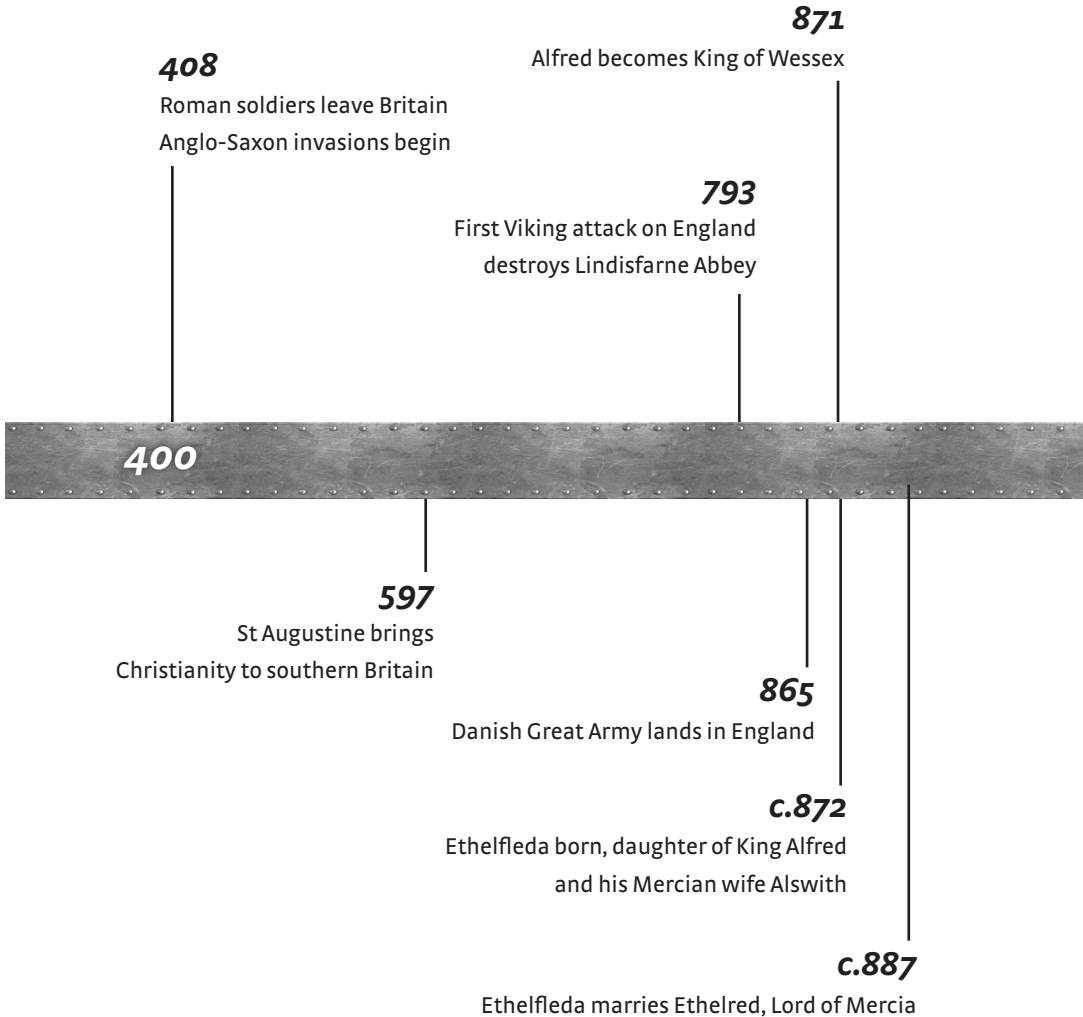 871
Alfred becomes King of Wessex
408
Roman soldiers leave Britain
Anglo-Saxon invasions begin
793
First Viking attack on England
destroys Lindisfarne Abbey
400
597
St Augustine brings
Christianity to southern Britain
865
Danish Great Army lands in England
c.872
Ethelfleda born, daughter of King Alfred
and his Mercian wife Alswith
c.887
Ethelfleda marries Ethelred, Lord of Mercia